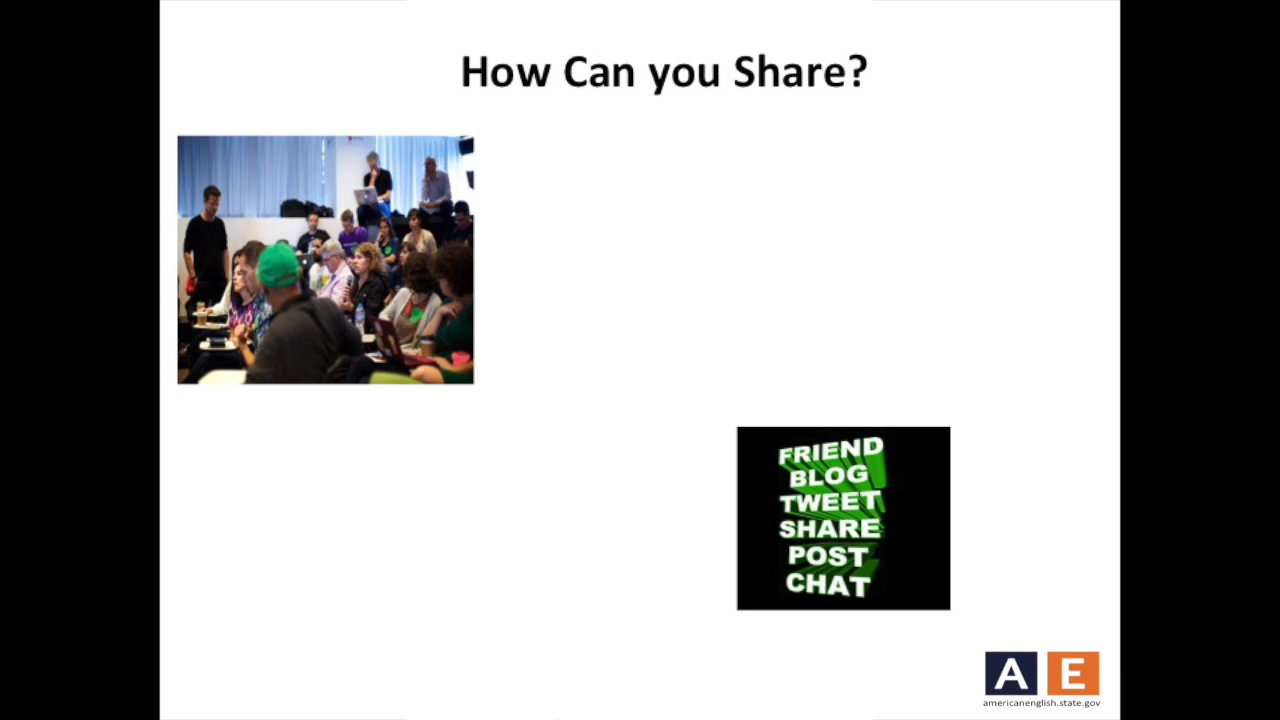 How Can you Share?
FRIEND
BLOG
TWEET
SHARE
POST
CHAT
A E
americanenglish.state.gov